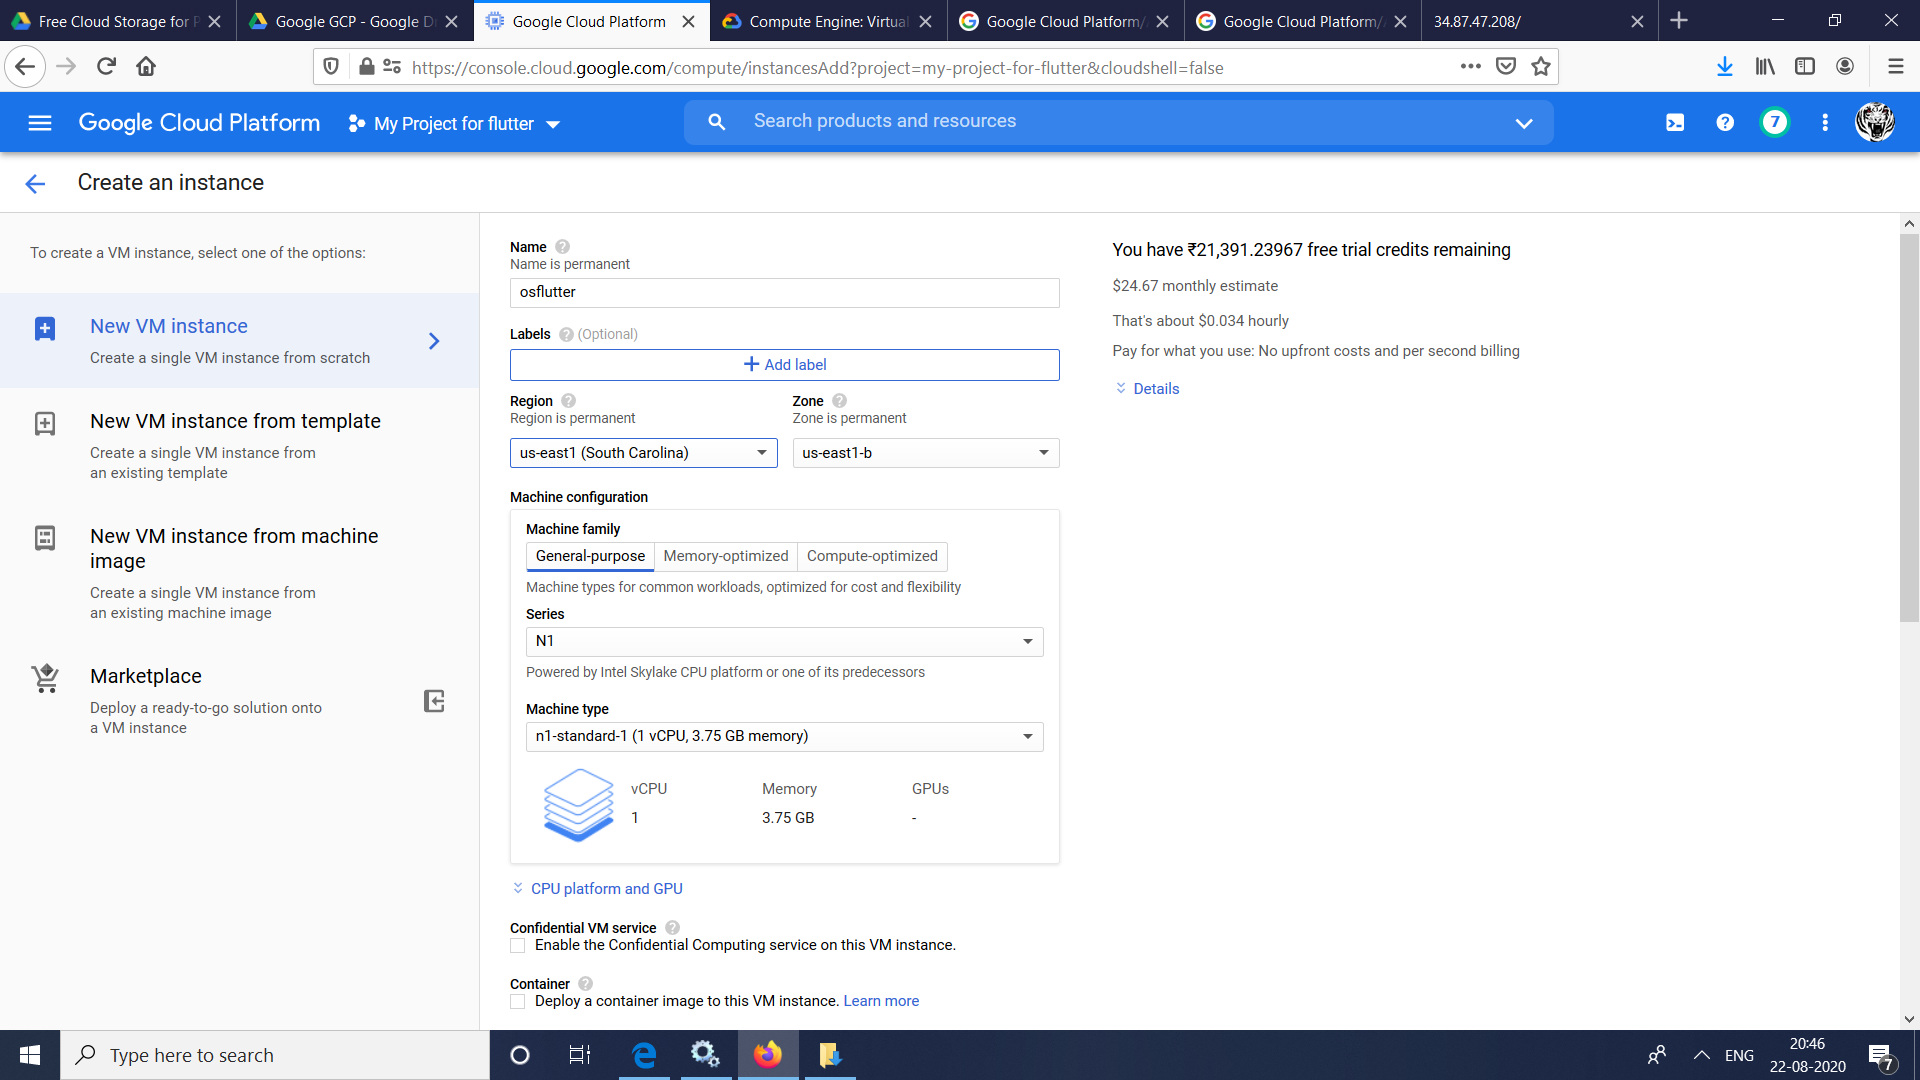 Free Cloud Storage for P
Google GCP - Google D
Google Cloud Platform
Compute Engine: Virtual
Google Cloud Platform/
Google Cloud Platform/
34.87.47.208/
https://console.cloud.google.com/compute/instancesAdd?project=my-project-for-flutter&cloudshell=false
Google Cloud Platform
My Project for flutter
Search products and resources
7
Create an instance
To create a VM instance, select one of the options:
New VM instance
Create a single VM instance from scratch
New VM instance from template
Create a single VM instance from
an existing template
New VM instance from machine
image
Create a single VM instance from
an existing machine image
Marketplace
Deploy a ready-to-go solution onto
a VM instance
Name
Name is permanent
osflutter
Labels (Optional)
Add label
Region
Region is permanent
us-east1 (South Carolina)
Zone
Zone is permanent
us-east1-b
Machine configuration
Machine family
General-purpose
Memory-optimized
Compute-optimized
Machine types for common workloads, optimized for cost and flexibility
Series
N1
Powered by Intel Skylake CPU platform or one of its predecessors
Machine type
n1-standard-1 (1 vCPU, 3.75 GB memory)
vCPU
Memory
GPUs
1
3.75 GB
-
CPU platform and GPU
Confidential VM service
Enable the Confidential Computing service on this VM instance.
Container
Deploy a container image to this VM instance. Learn more
You have ₹21,391.23967 free trial credits remaining
$24.67 monthly estimate
That's about $0.034 hourly
Pay for what you use: No upfront costs and per second billing
Details
Type here to search
ENG
20:46
22-08-2020
7